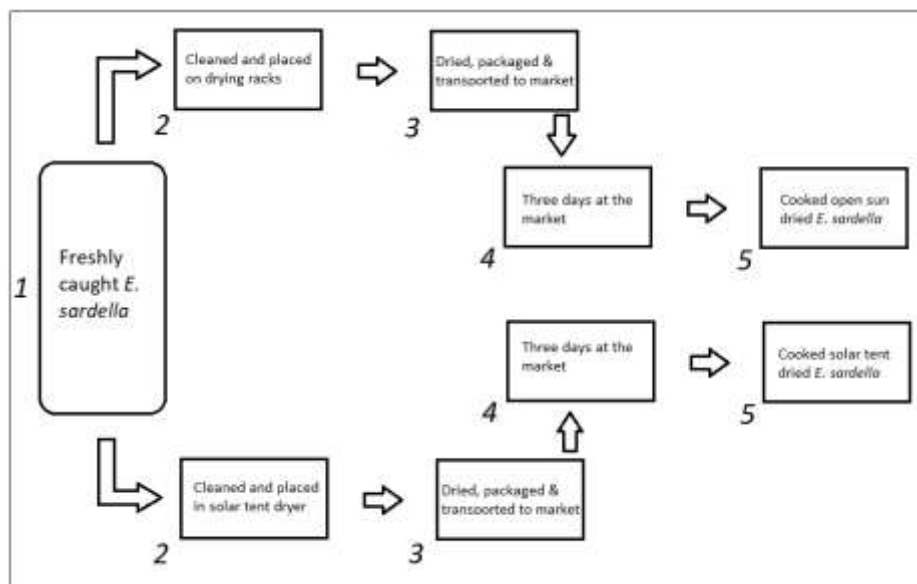 Cleaned and placed
on drying racks
2
Dried, packaged &
transoorted to market
3
Three days at the
market
4
Cooked open sun
dried E. sardella
5
1
Freshly
caught E.
sardella
Three days at the
market
4
Cooked solar tent
dried E. sardella
5
Cleaned and placed
in solar tent dryer
2
Dried, packaged &
transoorted to market
3